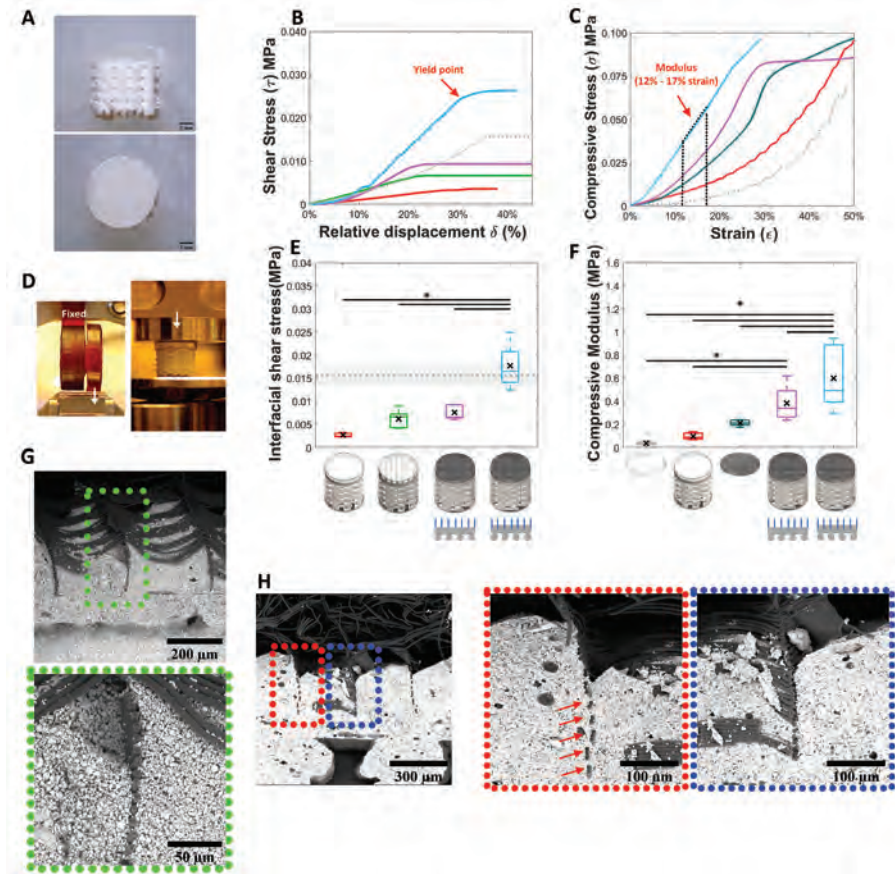 A
B
Shear Stress (τ) MPa
0.040
0.030
0.020
0.010
0
Yield point
0%
10%
20%
30%
40%
Relative displacement δ (%)
C
Compressive Stress (σ) MPa
0.100
0.075
0.050
0.025
0
Modulus
(12% - 17% strain)
0%
10%
20%
30%
40%
50%
Strain (ϵ)
D
Fixed
E
Interfacial shear stress(MPa)
0.04
0.035
0.03
0.025
0.02
0.015
0.01
0.005
0
*
F
Compressive Modulus (MPa)
1.6
1.4
1.2
1
0.8
0.6
0.4
0.2
0
*
*
G
200 μm
50 μm
H
300 μm
100 μm
100 μm